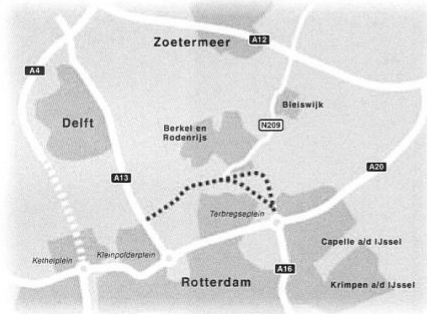 Zoetermeer
A12
A4
Bleiswijk
Delft
Berkel en
Rodenrijs
N209
A13
A20
Terbregseplein
Capelle a/d IJssel
Kethelplein
Kleinpolderplein
A16
Rotterdam
Krimpen a/d IJssel